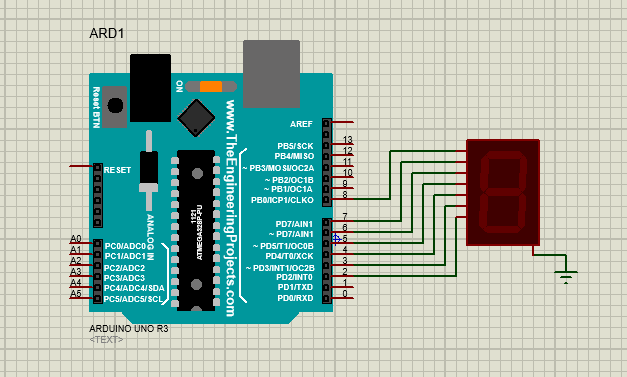 ARD1
ON
Reset BTN
www.TheEngineeringProjects.com
AREF
RESET
PB5/SCK
13
PB4/MISO
12
~ PB3/MOSI/OC2A
11
~ PB2/OC1B
10
~ PB1/OC1A
9
PB0/ICP1/CLKO
8
1121
ATMEGA328P-PU
ANALOG IN
PD7/AIN1
7
~ PD7/AIN1
6
~ PD5/T1/OC0B
5
PD4/T0/XCK
4
~ PD3/INT1/OC2B
3
PD2/INT0
2
PD1/TXD
1
PD0/RXD
0
A0
PC0/ADC0
A1
PC1/ADC1
A2
PC2/ADC2
A3
PC3/ADC3
A4
PC4/ADC4/SDA
A5
PC5/ADC5/SCL
ARDUINO UNO R3
<TEXT>